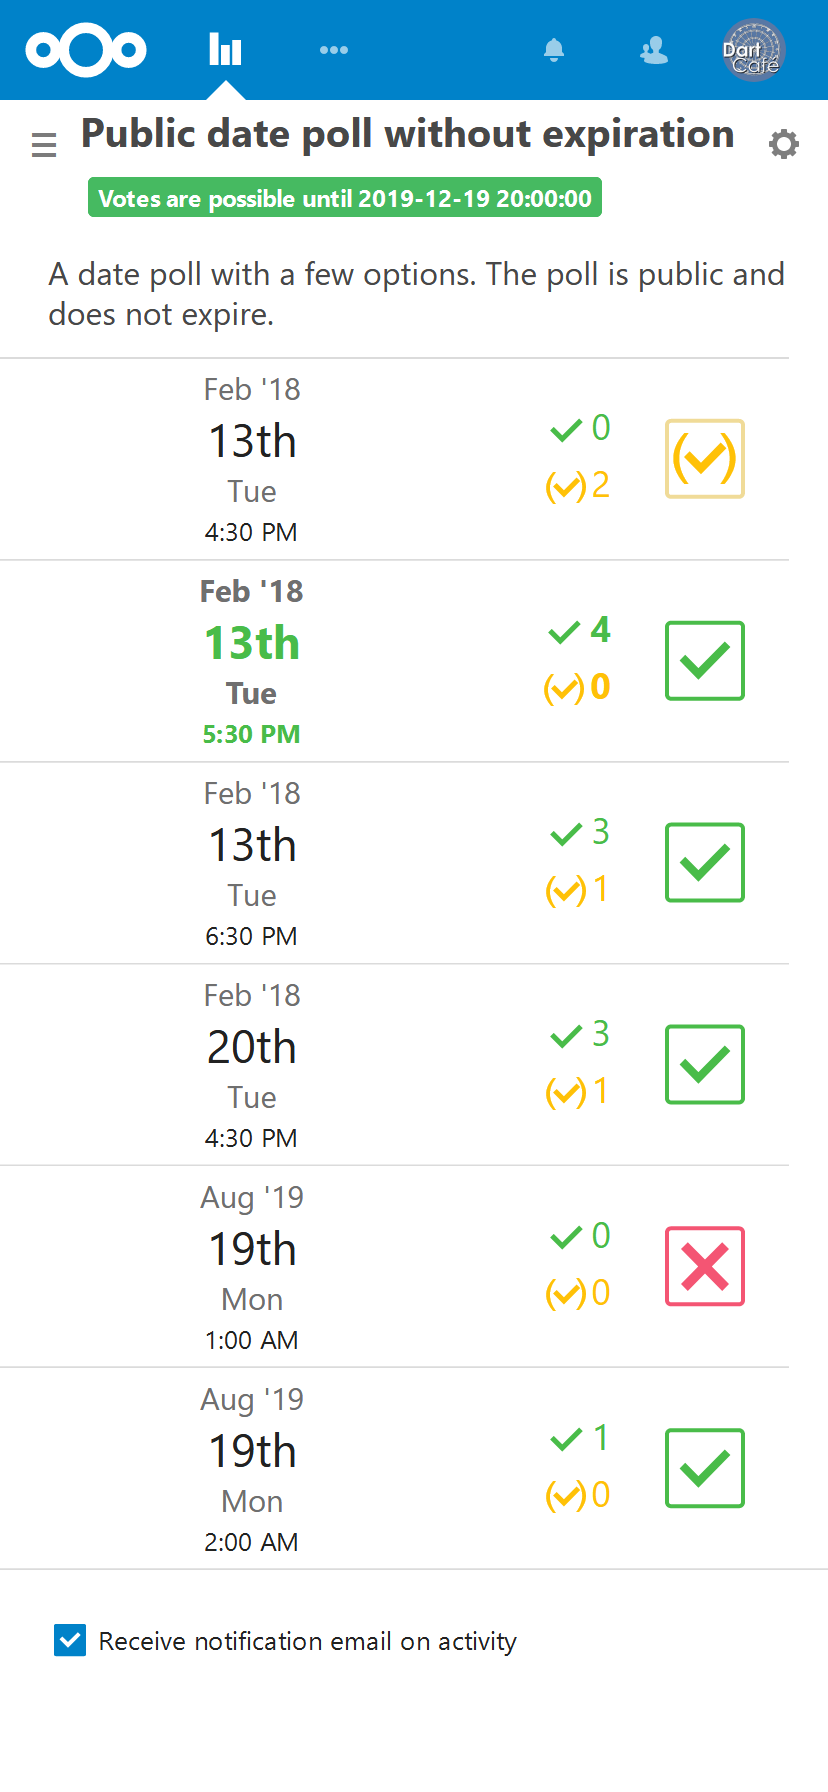 Dart
Café
Public date poll without expiration
Votes are possible until 2019-12-19 20:00:00
A date poll with a few options. The poll is public and
does not expire.
Feb '18
13th
Tue
4:30 PM
0
(✓) 2
Feb '18
13th
Tue
5:30 PM
4
(✓) 0
Feb '18
13th
Tue
6:30 PM
3
(✓) 1
Feb '18
20th
Tue
4:30 PM
3
(✓) 1
Aug '19
19th
Mon
1:00 AM
0
(✓) 0
Aug '19
19th
Mon
2:00 AM
1
(✓) 0
Receive notification email on activity